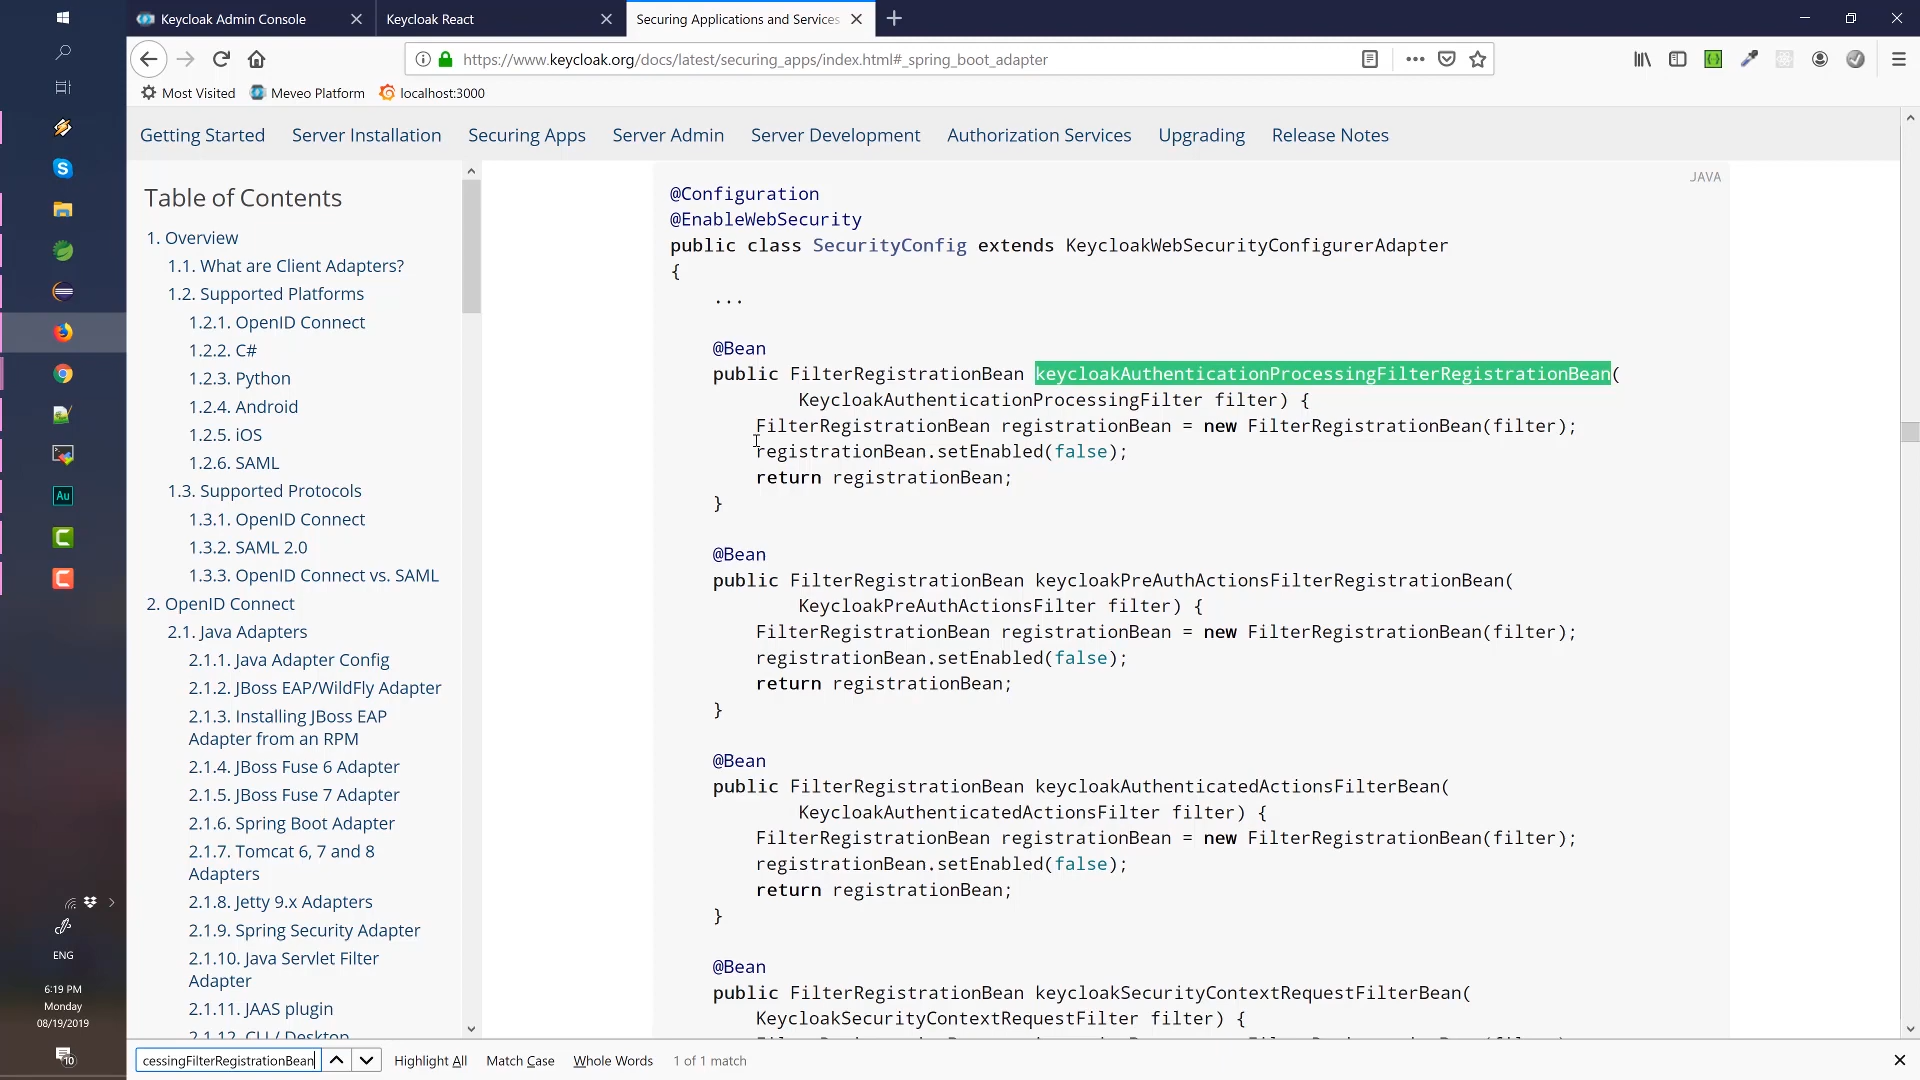 Keycloak Admin Console
Keycloak React
Securing Applications and Services
https://www.keycloak.org/docs/latest/securing_apps/index.html#_spring_boot_adapter
Most Visited
Meveo Platform
localhost:3000
Getting Started
Server Installation
Securing Apps
Server Admin
Server Development
Authorization Services
Upgrading
Release Notes
Table of Contents
1. Overview
1.1. What are Client Adapters?
1.2. Supported Platforms
1.2.1. OpenID Connect
1.2.2. C#
1.2.3. Python
1.2.4. Android
1.2.5. iOS
1.2.6. SAML
1.3. Supported Protocols
1.3.1. OpenID Connect
1.3.2. SAML 2.0
1.3.3. OpenID Connect vs. SAML
2. OpenID Connect
2.1. Java Adapters
2.1.1. Java Adapter Config
2.1.2. JBoss EAP/WildFly Adapter
2.1.3. Installing JBoss EAP
Adapter from an RPM
2.1.4. JBoss Fuse 6 Adapter
2.1.5. JBoss Fuse 7 Adapter
2.1.6. Spring Boot Adapter
2.1.7. Tomcat 6, 7 and 8
Adapters
2.1.8. Jetty 9.x Adapters
2.1.9. Spring Security Adapter
2.1.10. Java Servlet Filter
Adapter
2.1.11. JAAS plugin
2.1.12. CLI / Desktop
JAVA
@Configuration
@EnableWebSecurity
public class SecurityConfig extends KeycloakWebSecurityConfigurerAdapter
{
...
@Bean
public FilterRegistrationBean keycloakAuthenticationProcessingFilterRegistrationBean(
KeycloakAuthenticationProcessingFilter filter) {
FilterRegistrationBean registrationBean = new FilterRegistrationBean(filter);
registrationBean.setEnabled(false);
return registrationBean;
}
@Bean
public FilterRegistrationBean keycloakPreAuthActionsFilterRegistrationBean(
KeycloakPreAuthActionsFilter filter) {
FilterRegistrationBean registrationBean = new FilterRegistrationBean(filter);
registrationBean.setEnabled(false);
return registrationBean;
}
@Bean
public FilterRegistrationBean keycloakAuthenticatedActionsFilterBean(
KeycloakAuthenticatedActionsFilter filter) {
FilterRegistrationBean registrationBean = new FilterRegistrationBean(filter);
registrationBean.setEnabled(false);
return registrationBean;
}
@Bean
public FilterRegistrationBean keycloakSecurityContextRequestFilterBean(
KeycloakSecurityContextRequestFilter filter) {
Au
ENG
6:19 PM
Monday
08/19/2019
10
cessingFilterRegistrationBean
Highlight All
Match Case
Whole Words
1 of 1 match